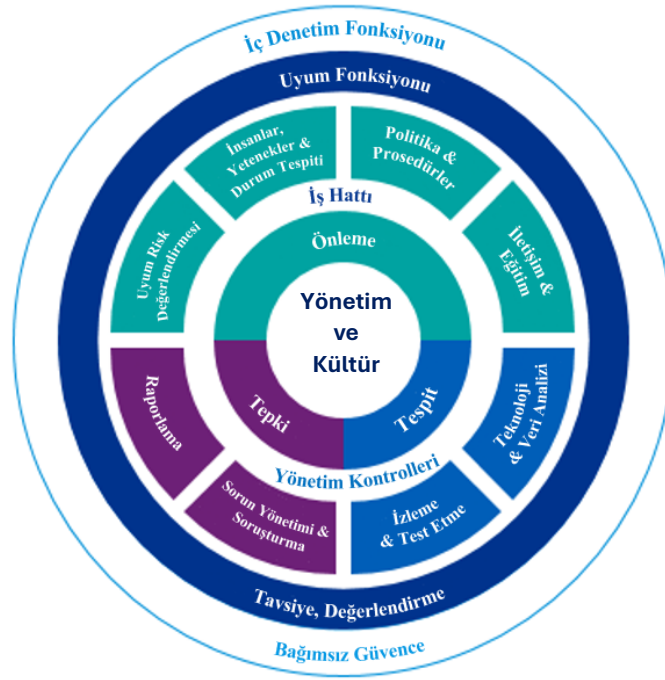 İç Denetim Fonksiyonu
Uyum Fonksiyonu
İnsanlar,
Yetenekler &
Durum Tespiti
Politika &
Prosedürler
İş Hattı
Uyum Risk
Değerlendirmesi
Önleme
İletişim &
Eğitim
Yönetim
ve
Kültür
Raporlama
Tepki
Tespit
Teknoloji
& Veri Analizi
Yönetim Kontrolleri
Sorun Yönetimi &
Soruşturma
İzleme
& Test Etme
Tavsiye, Değerlendirme
Bağımsız Güvence